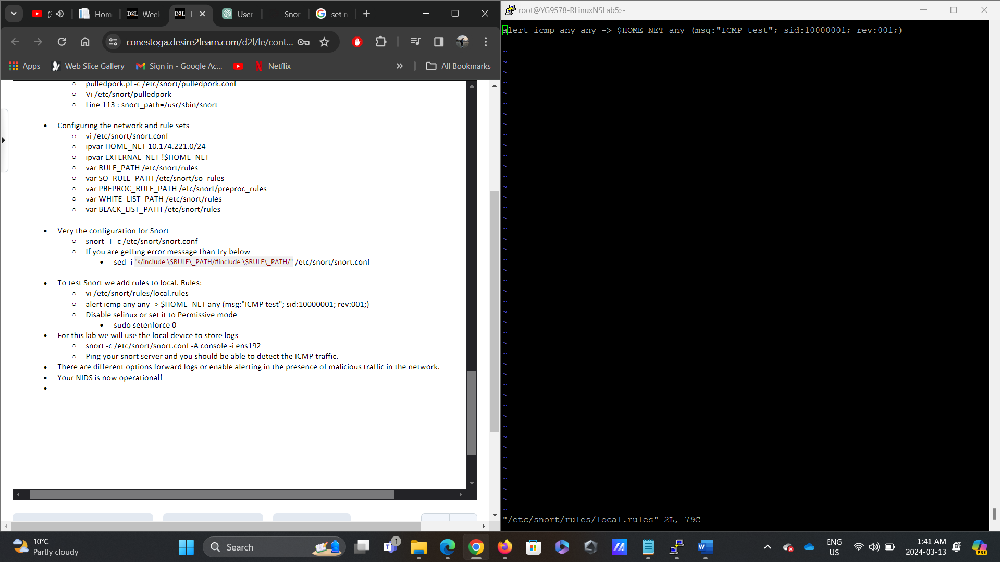 (:
Hom
D2L Wee
D2L I
User
Snor
set n
root@YG9578-RLinuxNSLab5:~
conestoga.desire2learn.com/d2l/le/cont...
Apps
Web Slice Gallery
Sign in - Google Ac...
Netflix
All Bookmarks
pulledpork.pl -c /etc/snort/pulledpork.conf
Vi /etc/snort/pulledpork
Line 113 : snort_path=/usr/sbin/snort
Configuring the network and rule sets
vi /etc/snort/snort.conf
ipvar HOME_NET 10.174.221.0/24
ipvar EXTERNAL_NET !$HOME_NET
var RULE_PATH /etc/snort/rules
var SO_RULE_PATH /etc/snort/so_rules
var PREPROC_RULE_PATH /etc/snort/preproc_rules
var WHITE_LIST_PATH /etc/snort/rules
var BLACK_LIST_PATH /etc/snort/rules
Very the configuration for Snort
snort -T -c /etc/snort/snort.conf
If you are getting error message than try below
sed -i "s/include \$RULE\_PATH/#include \$RULE\_PATH/" /etc/snort/snort.conf
To test Snort we add rules to local. Rules:
vi /etc/snort/rules/local.rules
alert icmp any any -> $HOME_NET any (msg:"ICMP test"; sid:10000001; rev:001;)
Disable selinux or set it to Permissive mode
sudo setenforce 0
For this lab we will use the local device to store logs
snort -c /etc/snort/snort.conf -A console -i ens192
Ping your snort server and you should be able to detect the ICMP traffic.
There are different options forward logs or enable alerting in the presence of malicious traffic in the network.
Your NIDS is now operational!
alert icmp any any -> $HOME_NET any (msg:"ICMP test"; sid:10000001; rev:001;)
"/etc/snort/rules/local.rules" 2L, 79C
10°C
Partly cloudy
Search
1
ENG
US
1:41 AM
2024-03-13
PRE